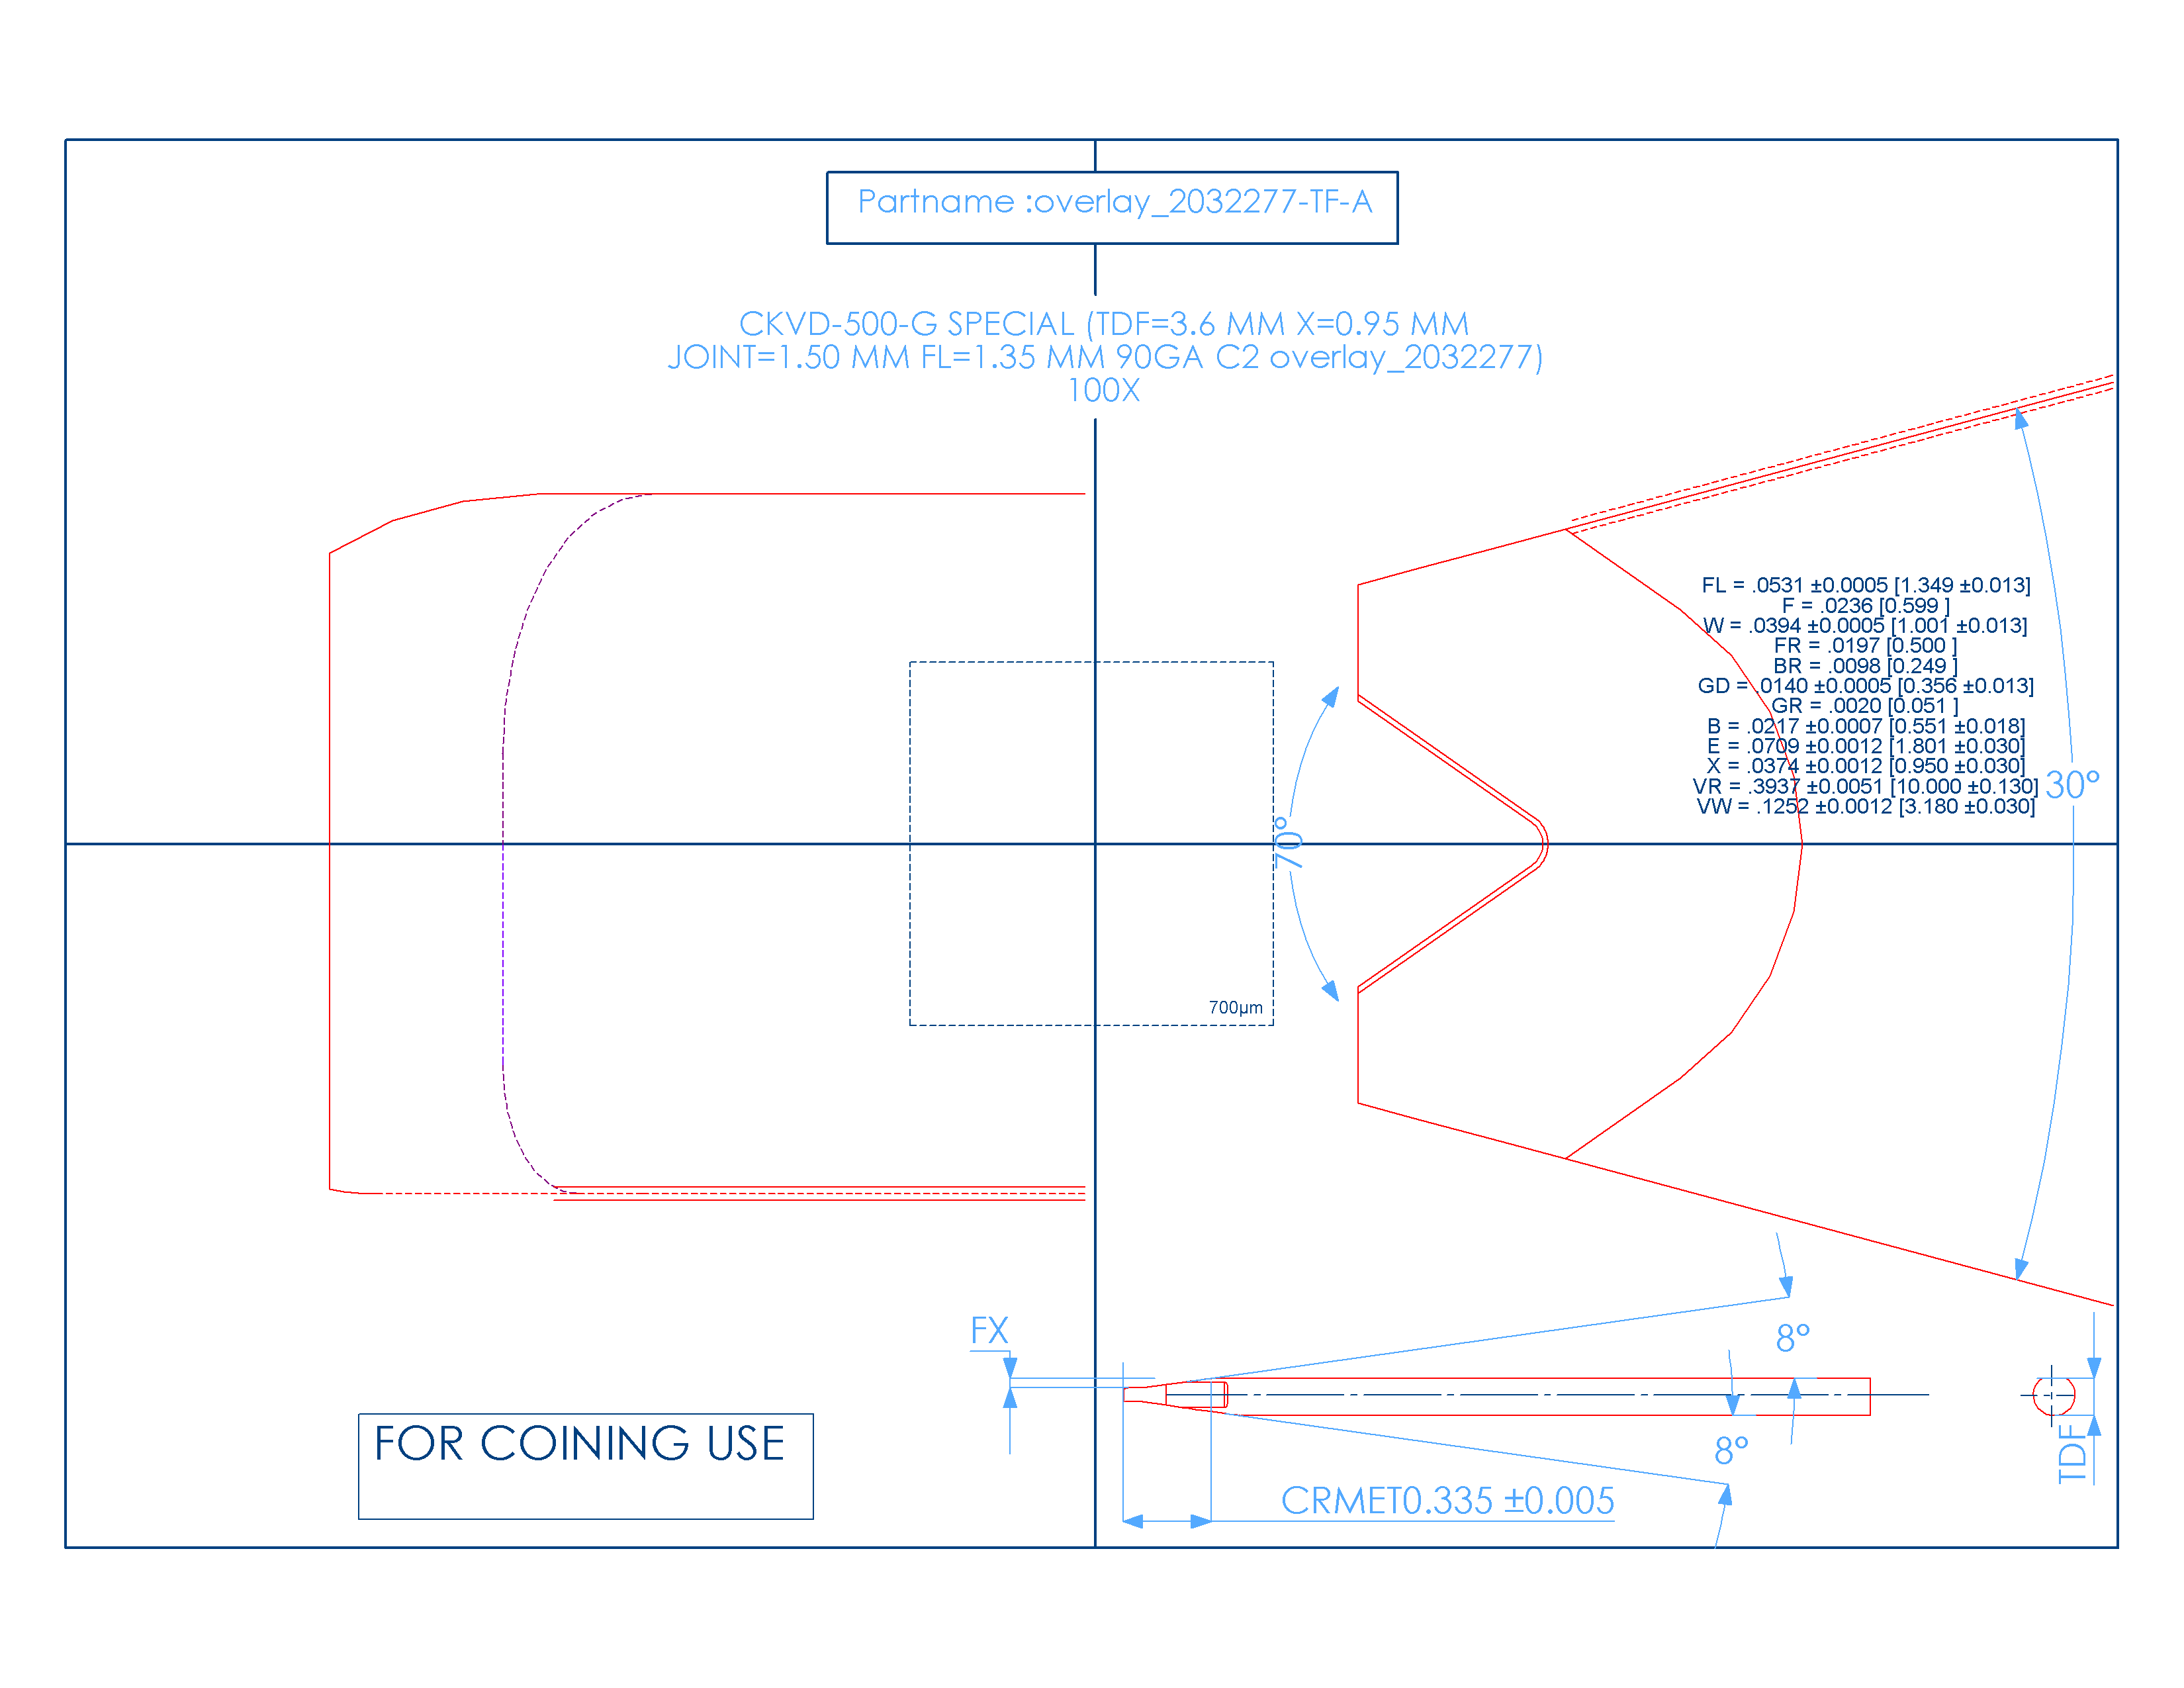 Partname :overlay_2032277-TF-A
CKVD-500-G SPECIAL (TDF=3.6 MM X=0.95 MM
JOINT=1.50 MM FL=1.35 MM 90GA C2 overlay_2032277)
100X
FL = .0531 ±0.0005 [1.349 ±0.013]
F = .0236 [0.599 ]
W = .0394 ±0.0005 [1.001 ±0.013]
FR = .0197 [0.500 ]
BR = .0098 [0.249 ]
GD = .0140 ±0.0005 [0.356 ±0.013]
GR = .0020 [0.051 ]
B = .0217 ±0.0007 [0.551 ±0.018]
E = .0709 ±0.0012 [1.801 ±0.030]
X = .0374 ±0.0012 [0.950 ±0.030]
VR = .3937 ±0.0051 [10.000 ±0.130]
VW = .1252 ±0.0012 [3.180 ±0.030]
30°
70°
700µm
FX
8°
8°
TDF
CRMET0.335 ±0.005
FOR COINING USE